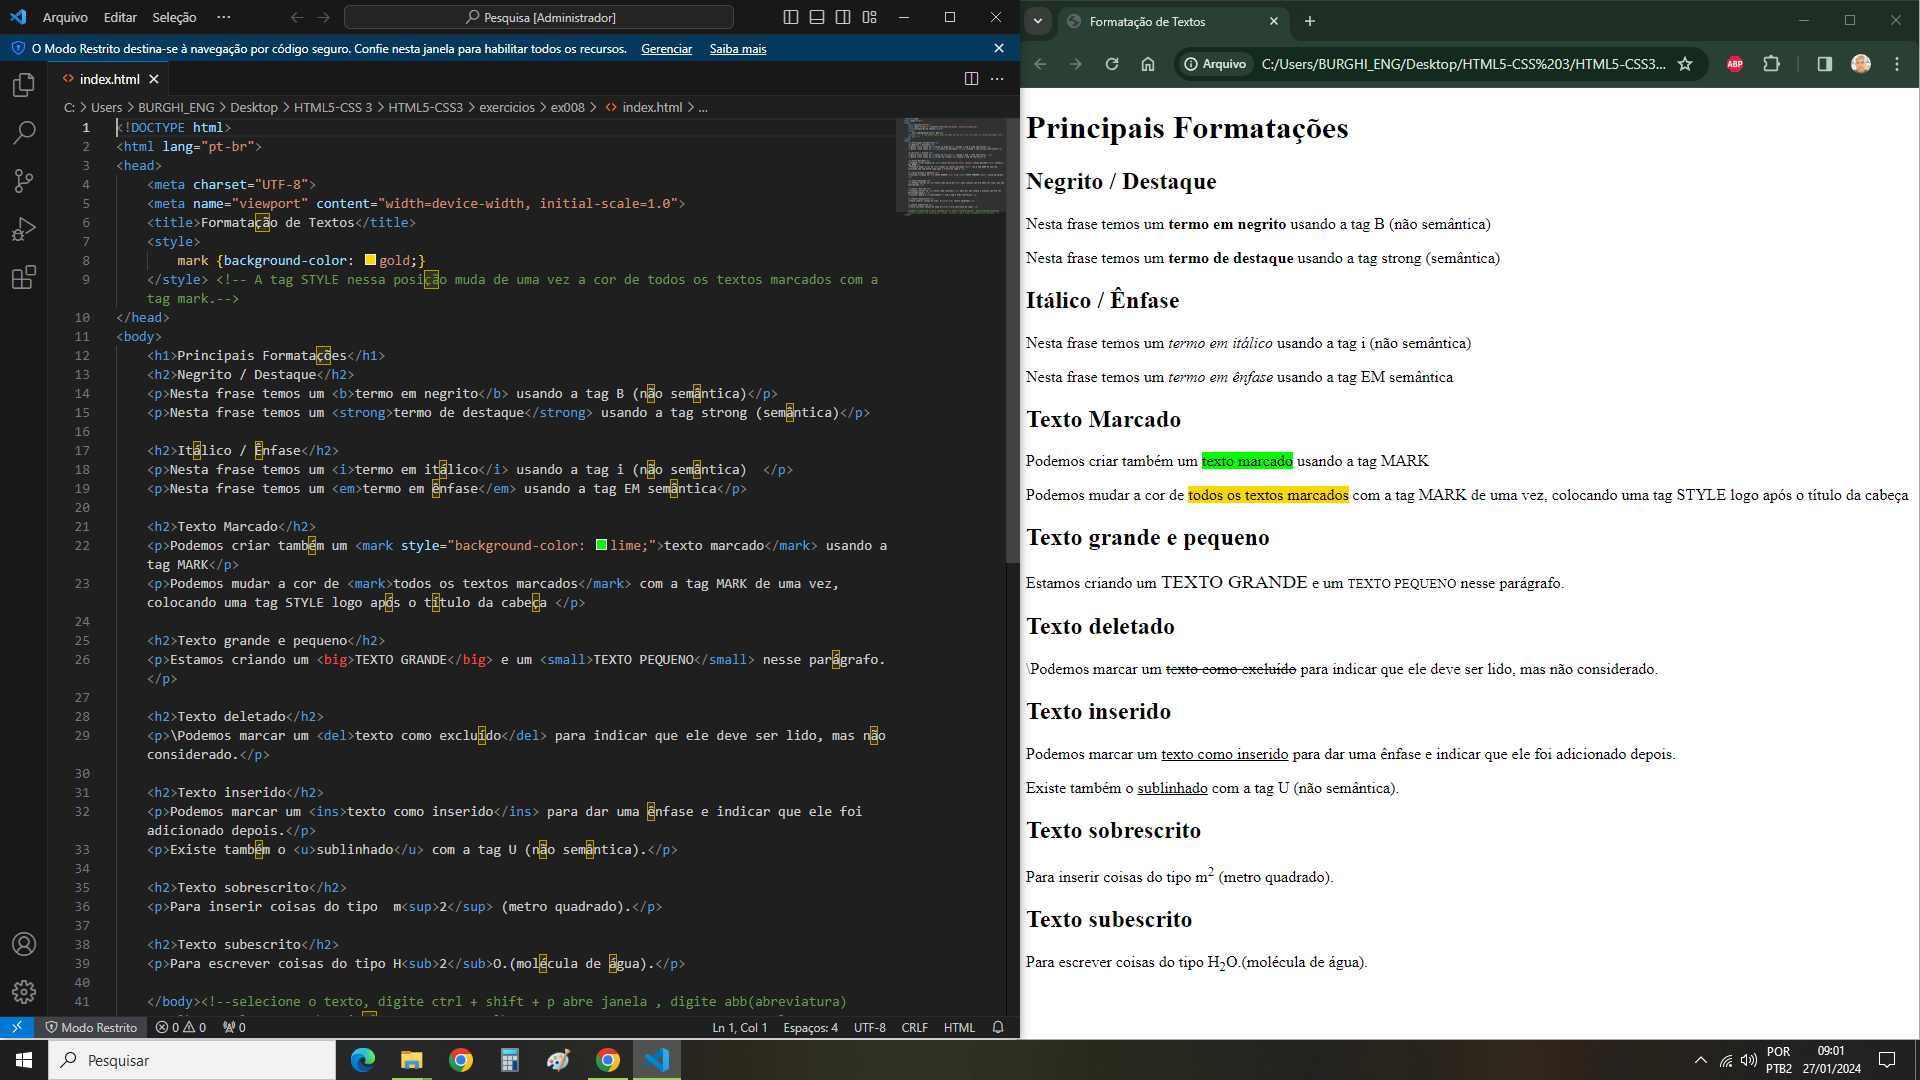 Arquivo Editar Seleção ··· Pesquisa [Administrador]
O Modo Restrito destina-se à navegação por código seguro. Confie nesta janela para habilitar todos os recursos. Gerenciar Saiba mais
index.html
C: > Users > BURGHI_ENG > Desktop > HTML5-CSS 3 > HTML5-CSS3 > exercicios > ex008 > index.html > ...
1 <!DOCTYPE html>
2 <html lang="pt-br">
3 <head>
4 <meta charset="UTF-8">
5 <meta name="viewport" content="width=device-width, initial-scale=1.0">
6 <title>Formatação de Textos</title>
7 <style>
8 mark {background-color: gold;}
9 </style> <!-- A tag STYLE nessa posição muda de uma vez a cor de todos os textos marcados com a
tag mark.-->
10 </head>
11 <body>
12 <h1>Principais Formatações</h1>
13 <h2>Negrito / Destaque</h2>
14 <p>Nesta frase temos um <b>termo em negrito</b> usando a tag B (não semântica)</p>
15 <p>Nesta frase temos um <strong>termo de destaque</strong> usando a tag strong (semântica)</p>
16
17 <h2>Itálico / Ênfase</h2>
18 <p>Nesta frase temos um <i>termo em itálico</i> usando a tag i (não semântica)  </p>
19 <p>Nesta frase temos um <em>termo em ênfase</em> usando a tag EM semântica</p>
20
21 <h2>Texto Marcado</h2>
22 <p>Podemos criar também um <mark style="background-color: lime;">texto marcado</mark> usando a
tag MARK</p>
23 <p>Podemos mudar a cor de <mark>todos os textos marcados</mark> com a tag MARK de uma vez,
colocando uma tag STYLE logo após o título da cabeça </p>
24
25 <h2>Texto grande e pequeno</h2>
26 <p>Estamos criando um <big>TEXTO GRANDE</big> e um <small>TEXTO PEQUENO</small> nesse parágrafo.
</p>
27
28 <h2>Texto deletado</h2>
29 <p>\Podemos marcar um <del>texto como excluído</del> para indicar que ele deve ser lido, mas não
considerado.</p>
30
31 <h2>Texto inserido</h2>
32 <p>Podemos marcar um <ins>texto como inserido</ins> para dar uma ênfase e indicar que ele foi
adicionado depois.</p>
33 <p>Existe também o <u>sublinhado</u> com a tag U (não semântica).</p>
34
35 <h2>Texto sobrescrito</h2>
36 <p>Para inserir coisas do tipo  m<sup>2</sup> (metro quadrado).</p>
37
38 <h2>Texto subescrito</h2>
39 <p>Para escrever coisas do tipo H<sub>2</sub>O.(molécula de água).</p>
40
41 </body><!--selecione o texto, digite ctrl + shift + p abre janela , digite abb(abreviatura)
Modo Restrito 0 0 0 Ln 1, Col 1 Espaços: 4 UTF-8 CRLF HTML
Formatação de Textos
Arquivo C:/Users/BURGHI_ENG/Desktop/HTML5-CSS%203/HTML5-CSS3... ABP
Principais Formatações
Negrito / Destaque
Nesta frase temos um termo em negrito usando a tag B (não semântica)
Nesta frase temos um termo de destaque usando a tag strong (semântica)
Itálico / Ênfase
Nesta frase temos um termo em itálico usando a tag i (não semântica)
Nesta frase temos um termo em ênfase usando a tag EM semântica
Texto Marcado
Podemos criar também um texto marcado usando a tag MARK
Podemos mudar a cor de todos os textos marcados com a tag MARK de uma vez, colocando uma tag STYLE logo após o título da cabeça
Texto grande e pequeno
Estamos criando um TEXTO GRANDE e um TEXTO PEQUENO nesse parágrafo.
Texto deletado
\Podemos marcar um texto como excluído para indicar que ele deve ser lido, mas não considerado.
Texto inserido
Podemos marcar um texto como inserido para dar uma ênfase e indicar que ele foi adicionado depois.
Existe também o sublinhado com a tag U (não semântica).
Texto sobrescrito
Para inserir coisas do tipo m² (metro quadrado).
Texto subescrito
Para escrever coisas do tipo H₂O.(molécula de água).
Pesquisar
POR
PTB2
09:01
27/01/2024